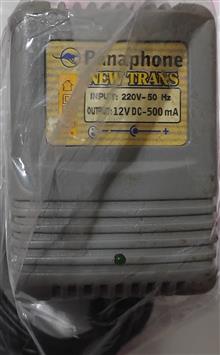 Panaphone
NEW TRANS
INPUT: 220V-50 Hz
OUTPUT: 12V DC-500 mA
- +